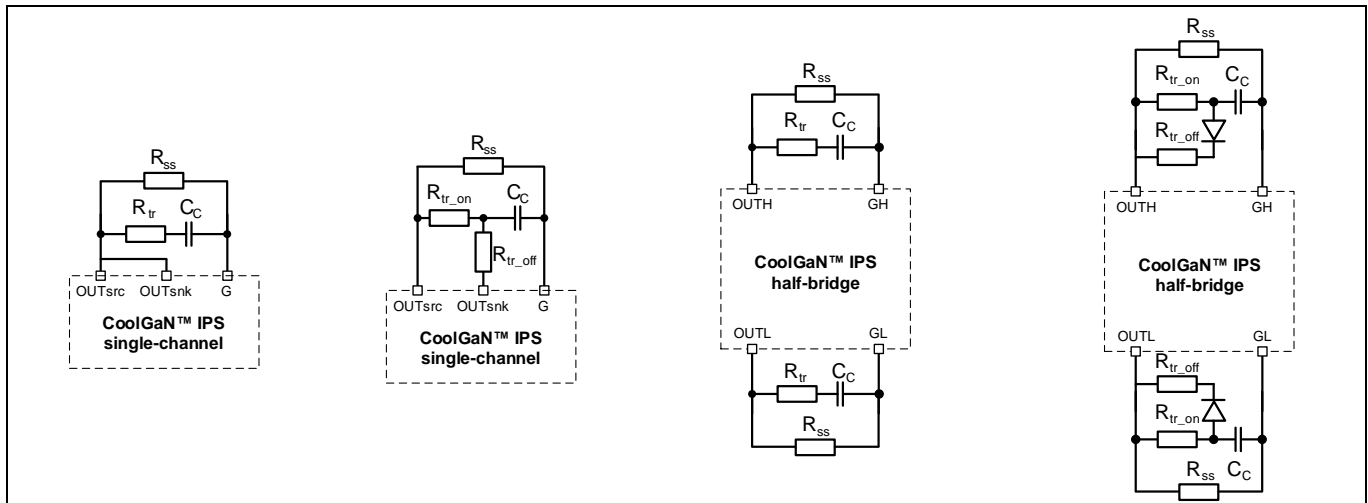 Rss
Rtr
CC
OUTsrc
OUTsnk
G
CoolGaN™ IPS
single-channel
Rss
Rtr_on
CC
Rtr_off
OUTsrc
OUTsnk
G
CoolGaN™ IPS
single-channel
Rss
Rtr
CC
OUTH
GH
CoolGaN™ IPS
half-bridge
OUTL
GL
Rtr
CC
Rss
Rss
Rtr_on
CC
Rtr_off
OUTH
GH
CoolGaN™ IPS
half-bridge
OUTL
GL
Rtr_off
Rtr_on
Rss
CC